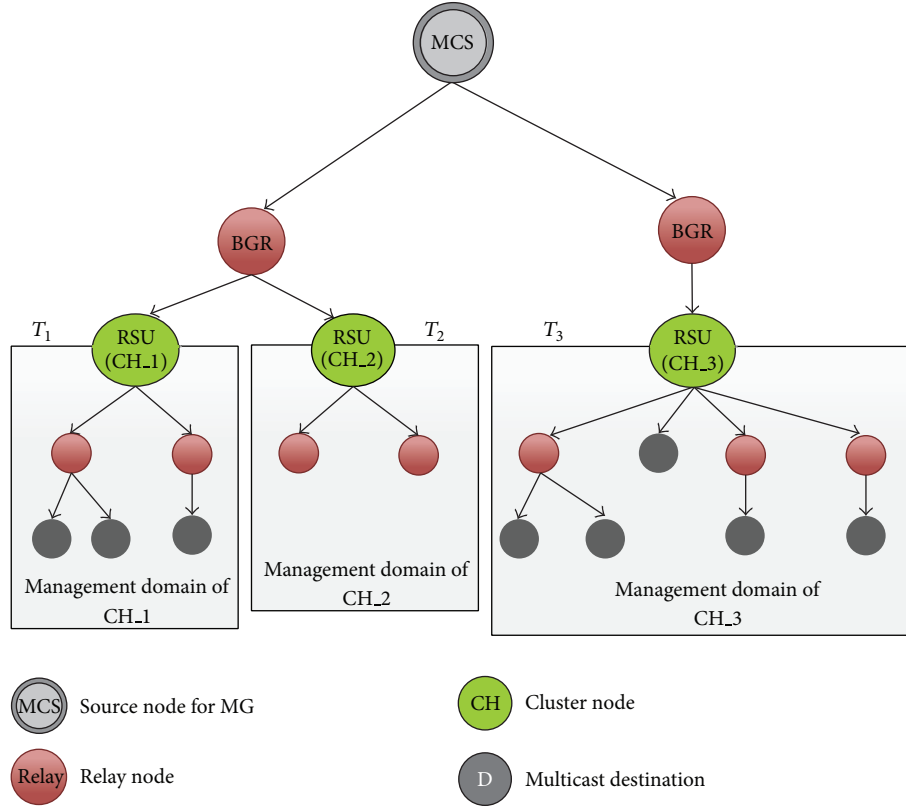 MCS
BGR
BGR
T1
RSU
(CH_1)
RSU
(CH_2)
T2
T3
RSU
(CH_3)
Management domain of
CH_1
Management domain of
CH_2
Management domain of
CH_3
MCS
Source node for MG
CH
Cluster node
Relay
Relay node
D
Multicast destination